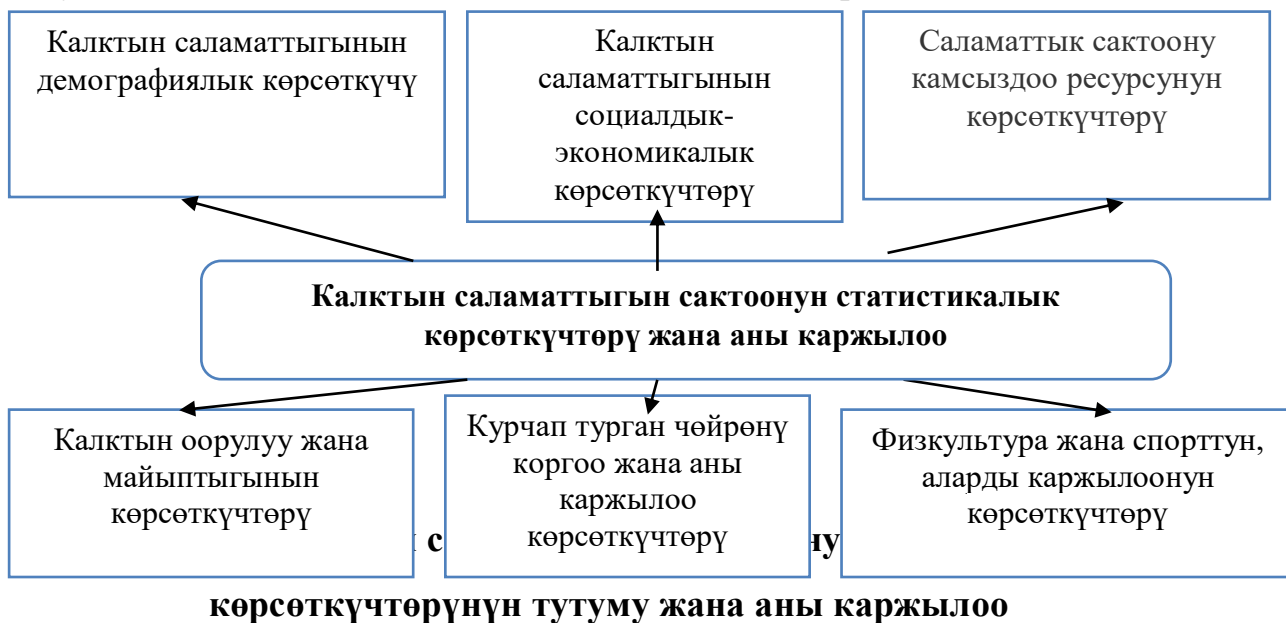 Калктын саламаттыгынын
демографиялык көрсөткүчү
Калктын
саламаттыгынын
социалдык-
экономикалык
көрсөткүчтөрү
Саламаттык сактоону
камсыздоо ресурсунун
көрсөткүчтөрү
Калктын саламаттыгын сактоонун статистикалык
көрсөткүчтөрү жана аны каржылоо
Калктын оорулуу жана
майыптыгынын
көрсөткүчтөрү
Курчап турган чөйрөнү
коргоо жана аны
каржылоо
көрсөткүчтөрү
Физкультура жана спорттун,
аларды каржылоонун
көрсөткүчтөрү
көрсөткүчтөрүнүн тутуму жана аны каржылоо